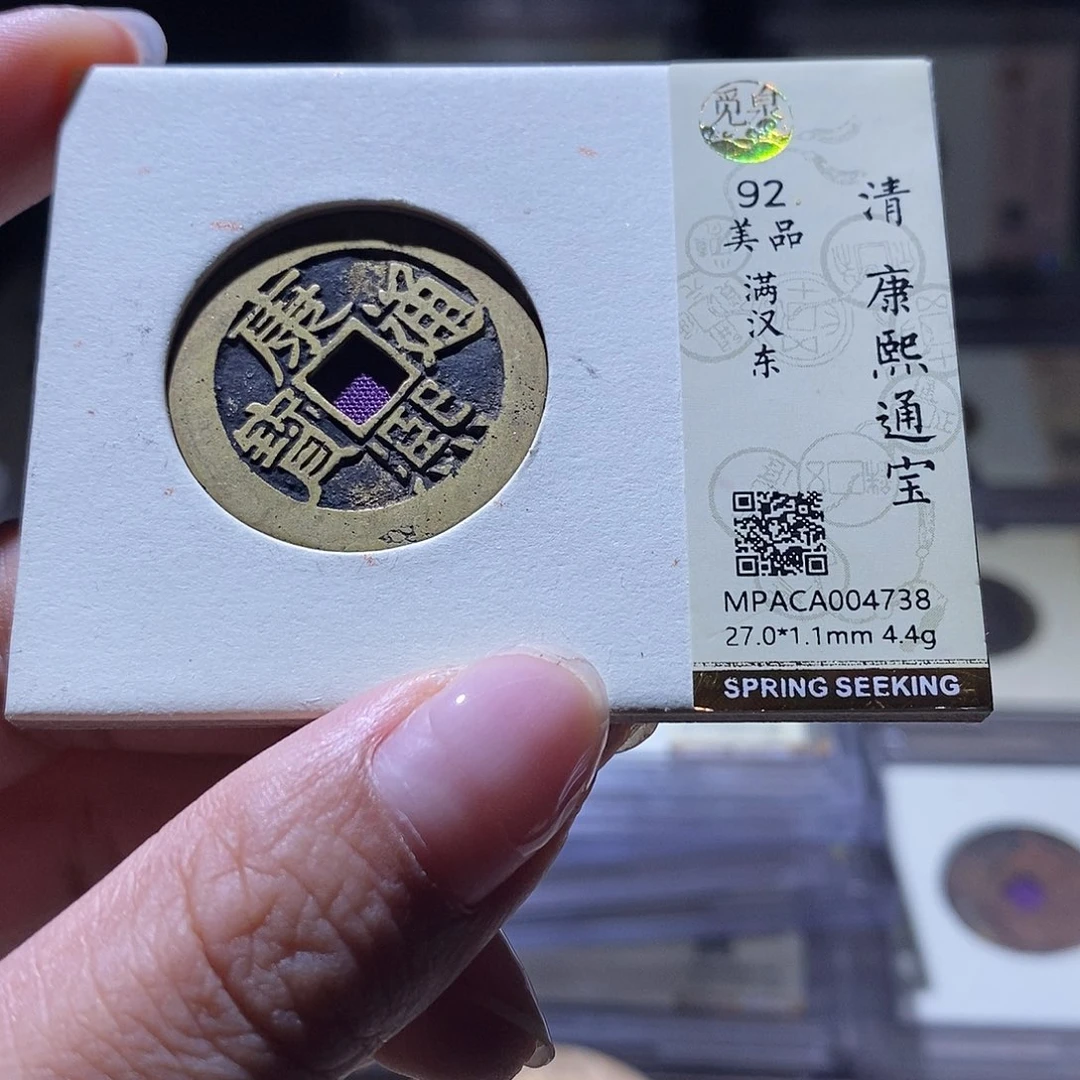 康熙通寶
觅泉
清 康熙通宝
92
美品
满汉东
MPACA004738
27.0*1.1mm 4.4g
SPRING SEEKING